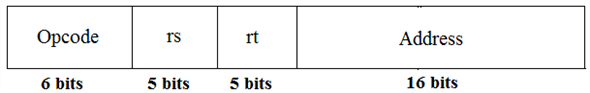 Opcode rs rt Address
6 bits 5 bits 5 bits 16 bits